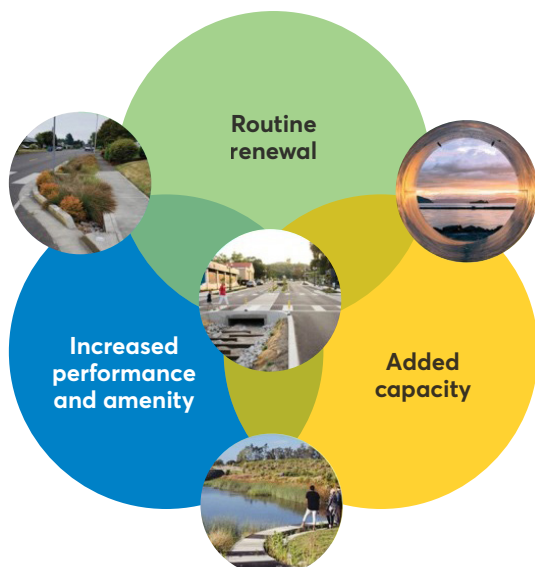 Routine
renewal
Increased
performance
and amenity
Added
capacity